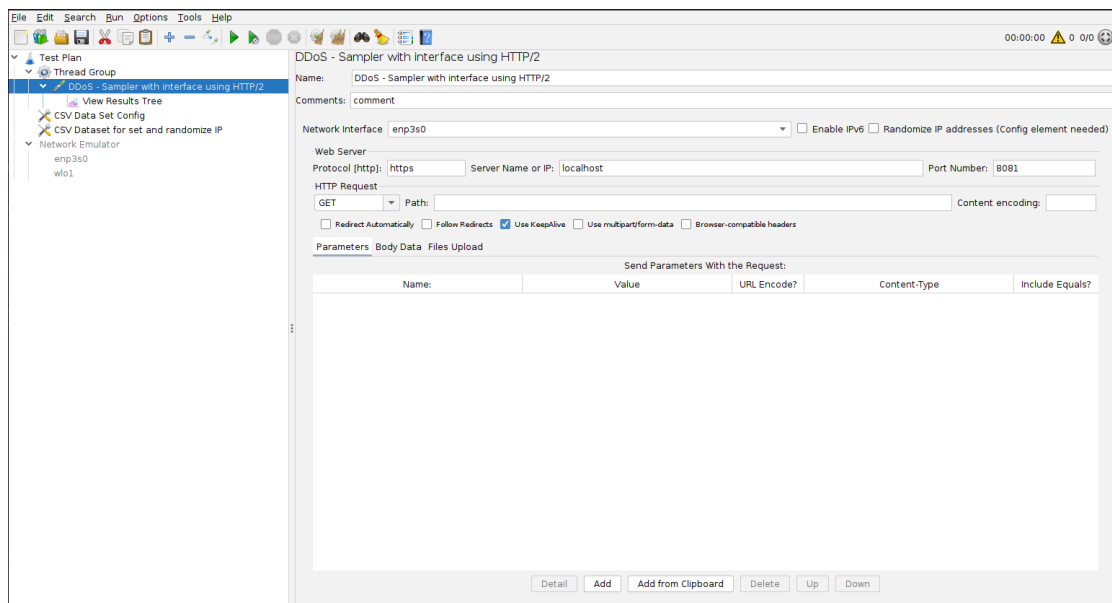 File Edit Search Run Options Tools Help
00:00:00 0 0/0
Test Plan
Thread Group
DDoS - Sampler with interface using HTTP/2
View Results Tree
CSV Data Set Config
CSV Dataset for set and randomize IP
Network Emulator
enp3s0
wlo1
DDoS - Sampler with interface using HTTP/2
Name: DDoS - Sampler with interface using HTTP/2
Comments: comment
Network Interface enp3s0 Enable IPv6 Randomize IP addresses (Config element needed)
Web Server
Protocol [http]: https Server Name or IP: localhost Port Number: 8081
HTTP Request
GET Path: Content encoding:
Redirect Automatically Follow Redirects Use KeepAlive Use multipart/form-data Browser-compatible headers
Parameters Body Data Files Upload
Send Parameters With the Request:
Name: Value URL Encode? Content-Type Include Equals?
Detail Add Add from Clipboard Delete Up Down